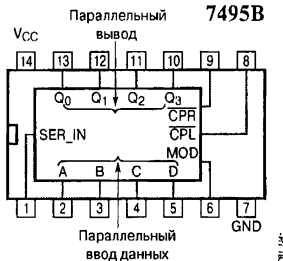 Параллельный
вывод
7495B
VCC
14 13 12 11 10 9 8
Q0 Q1 Q2 Q3
CPR
SER_IN
CPL
MOD
A B C D
1 2 3 4 5 6 7
GND
Параллельный
ввод данных